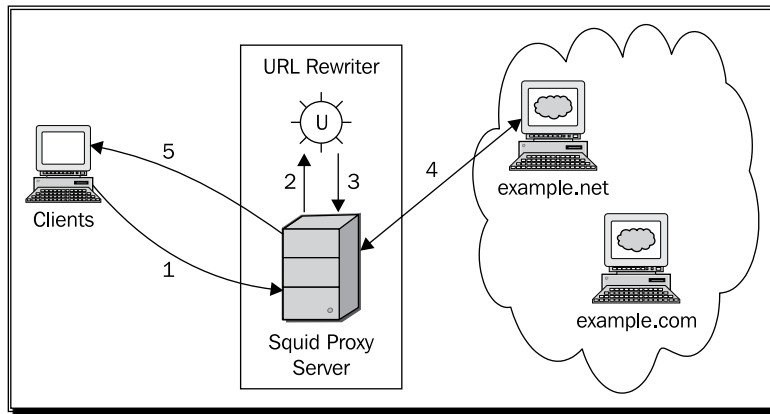 URL Rewriter
U
5
2
3
4
Clients
example.net
1
example.com
Squid Proxy
Server